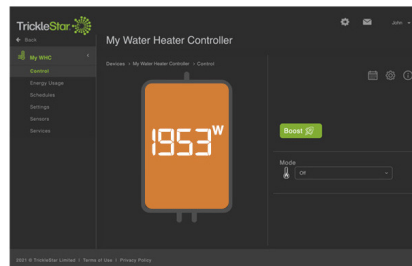 TrickleStar
John
Back
My Water Heater Controller
My WHC
Devices › My Water Heater Controller › Control
Control
Energy Usage
Schedules
Settings
Sensors
Services
1953 W
Boost
Mode
Off
2021 © TrickleStar Limited | Terms of Use | Privacy Policy